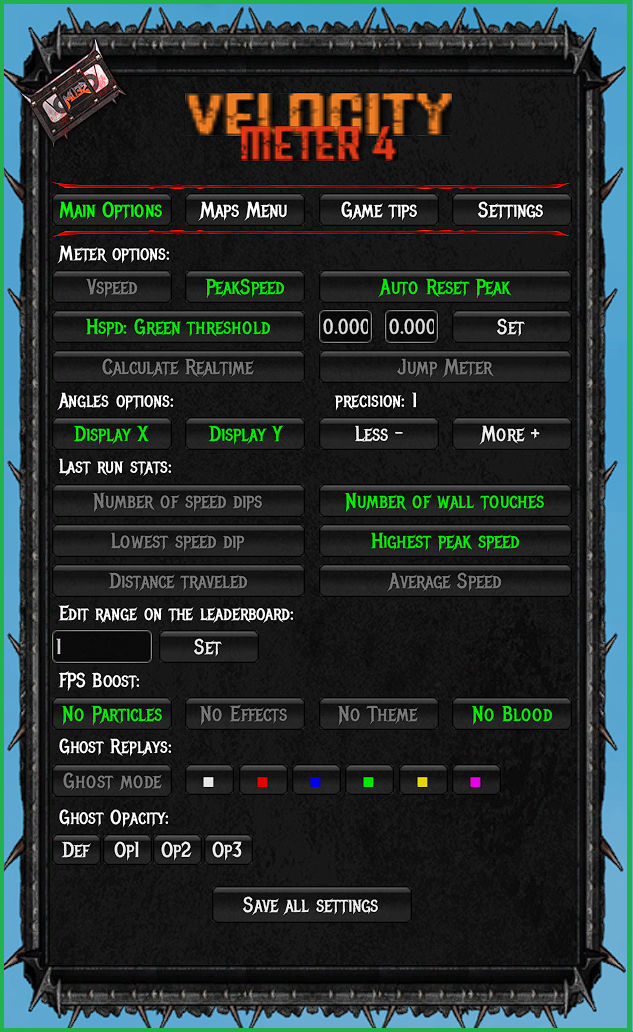 VELOCITY
METER 4
Main Options Maps Menu Game tips Settings
Meter options:
Vspeed PeakSpeed Auto Reset Peak
Hspd: Green threshold 0.000 0.000 Set
Calculate Realtime Jump Meter
Angles options: precision: 1
Display X Display Y Less - More +
Last run stats:
Number of speed dips Number of wall touches
Lowest speed dip Highest peak speed
Distance traveled Average Speed
Edit range on the leaderboard:
1 Set
FPS Boost:
No Particles No Effects No Theme No Blood
Ghost Replays:
Ghost mode
Ghost Opacity:
Def Op1 Op2 Op3
Save all settings